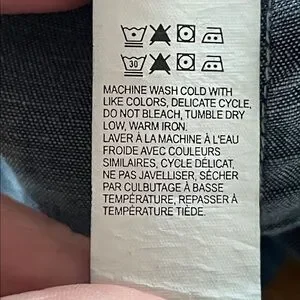 30
MACHINE WASH COLD WITH
LIKE COLORS, DELICATE CYCLE,
DO NOT BLEACH, TUMBLE DRY
LOW, WARM IRON.
LAVER À LA MACHINE À L'EAU
FROIDE AVEC COULEURS
SIMILAIRES, CYCLE DÉLICAT,
NE PAS JAVELLISER, SÉCHER
PAR CULBUTAGE À BASSE
TEMPÉRATURE, REPASSER À
TEMPÉRATURE TIÈDE.